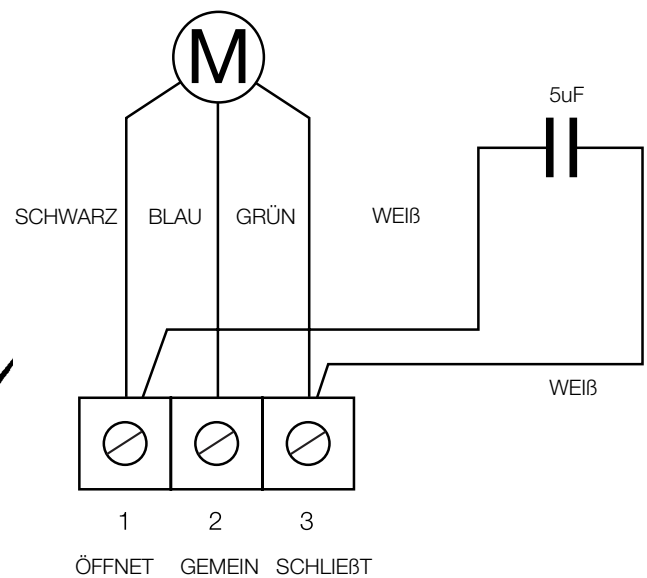 M
5uF
SCHWARZ BLAU GRÜN WEIß
WEIß
1 2 3
ÖFFNET GEMEIN SCHLIEßT